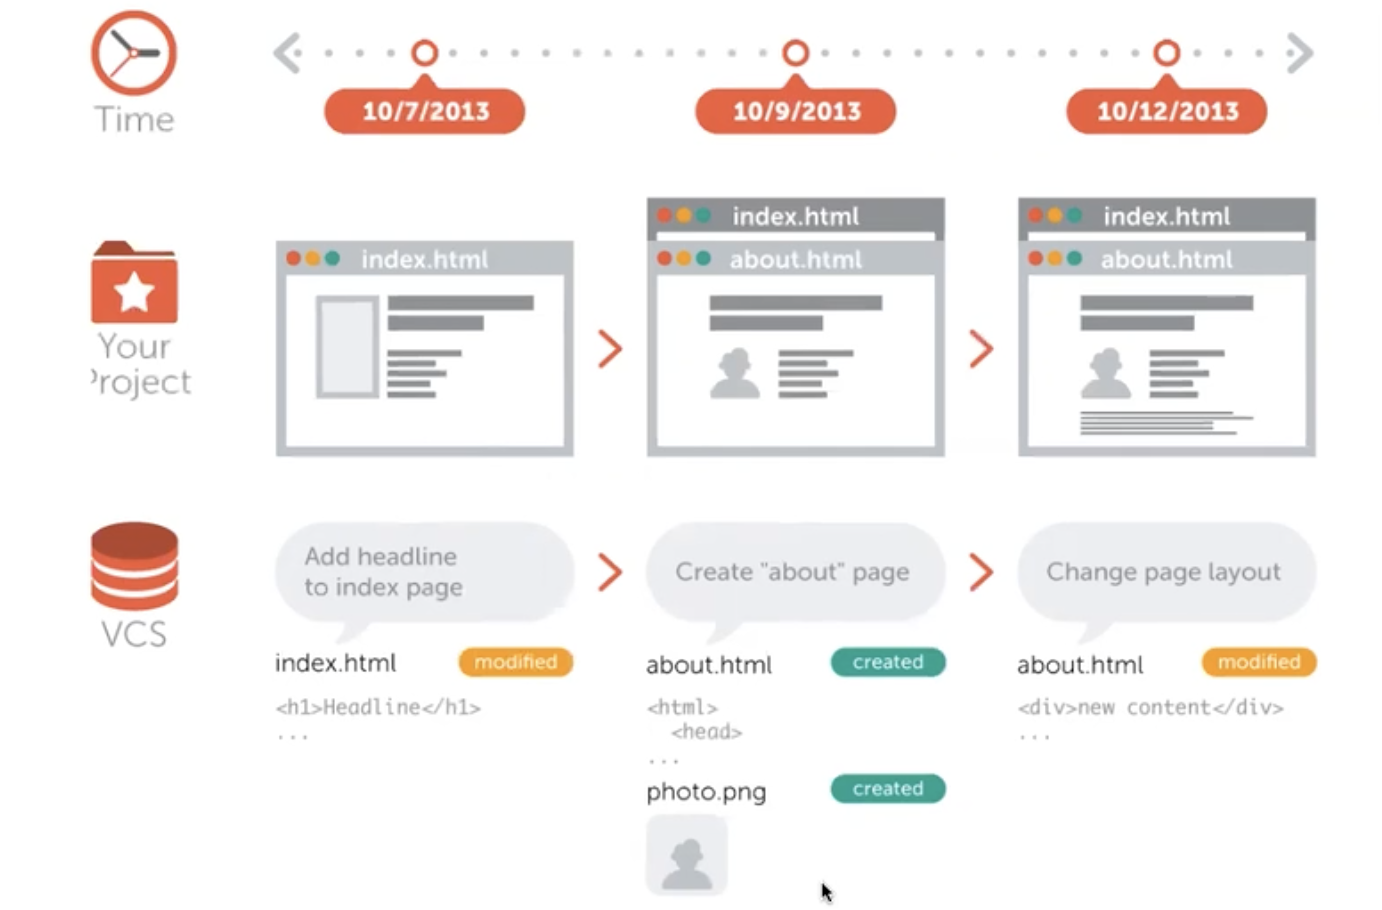 Time
10/7/2013
10/9/2013
10/12/2013
index.html
index.html
index.html
about.html
about.html
Your
Project
Add headline
to index page
Create "about" page
Change page layout
VCS
index.html modified
about.html created
about.html modified
<h1>Headline</h1>
...
<html>
<head>
...
<div>new content</div>
...
photo.png created